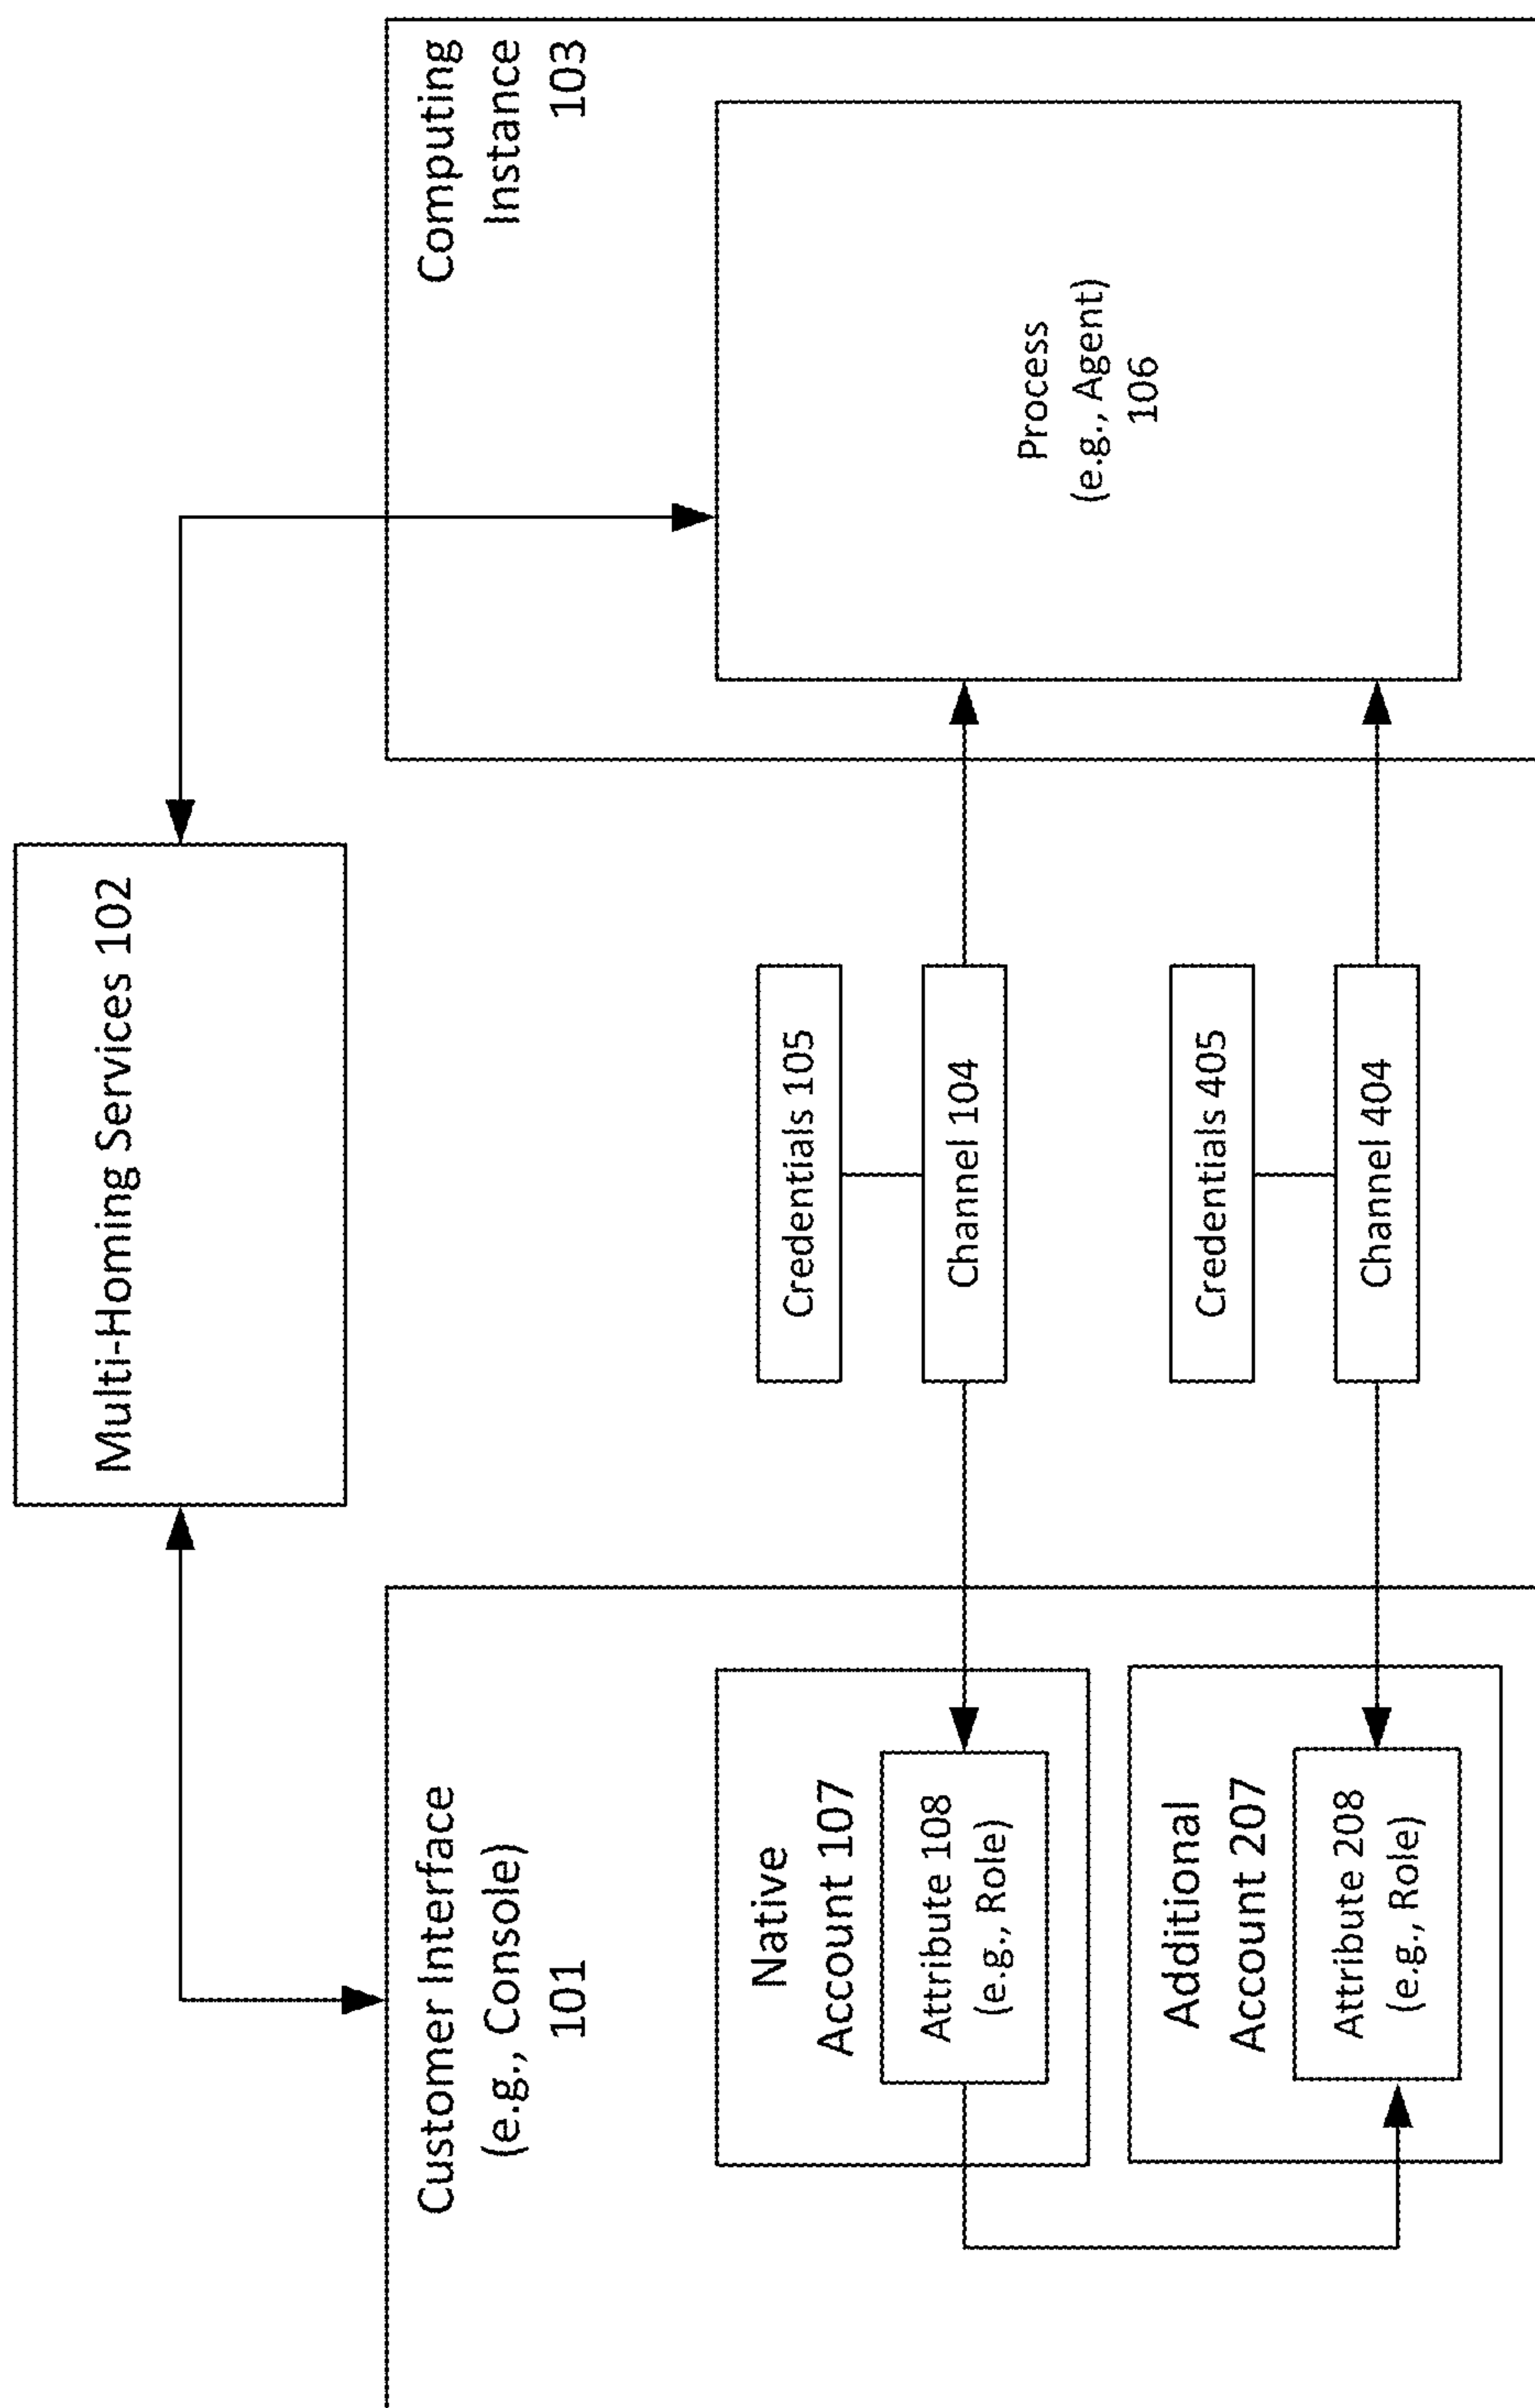 Multi-Homing Services 102
Customer Interface
(e.g., Console)
101
Native
Account 107
Attribute 108
(e.g., Role)
Additional
Account 207
Attribute 208
(e.g., Role)
Credentials 105
Channel 104
Credentials 405
Channel 404
Computing
Instance
103
Process
(e.g., Agent)
106